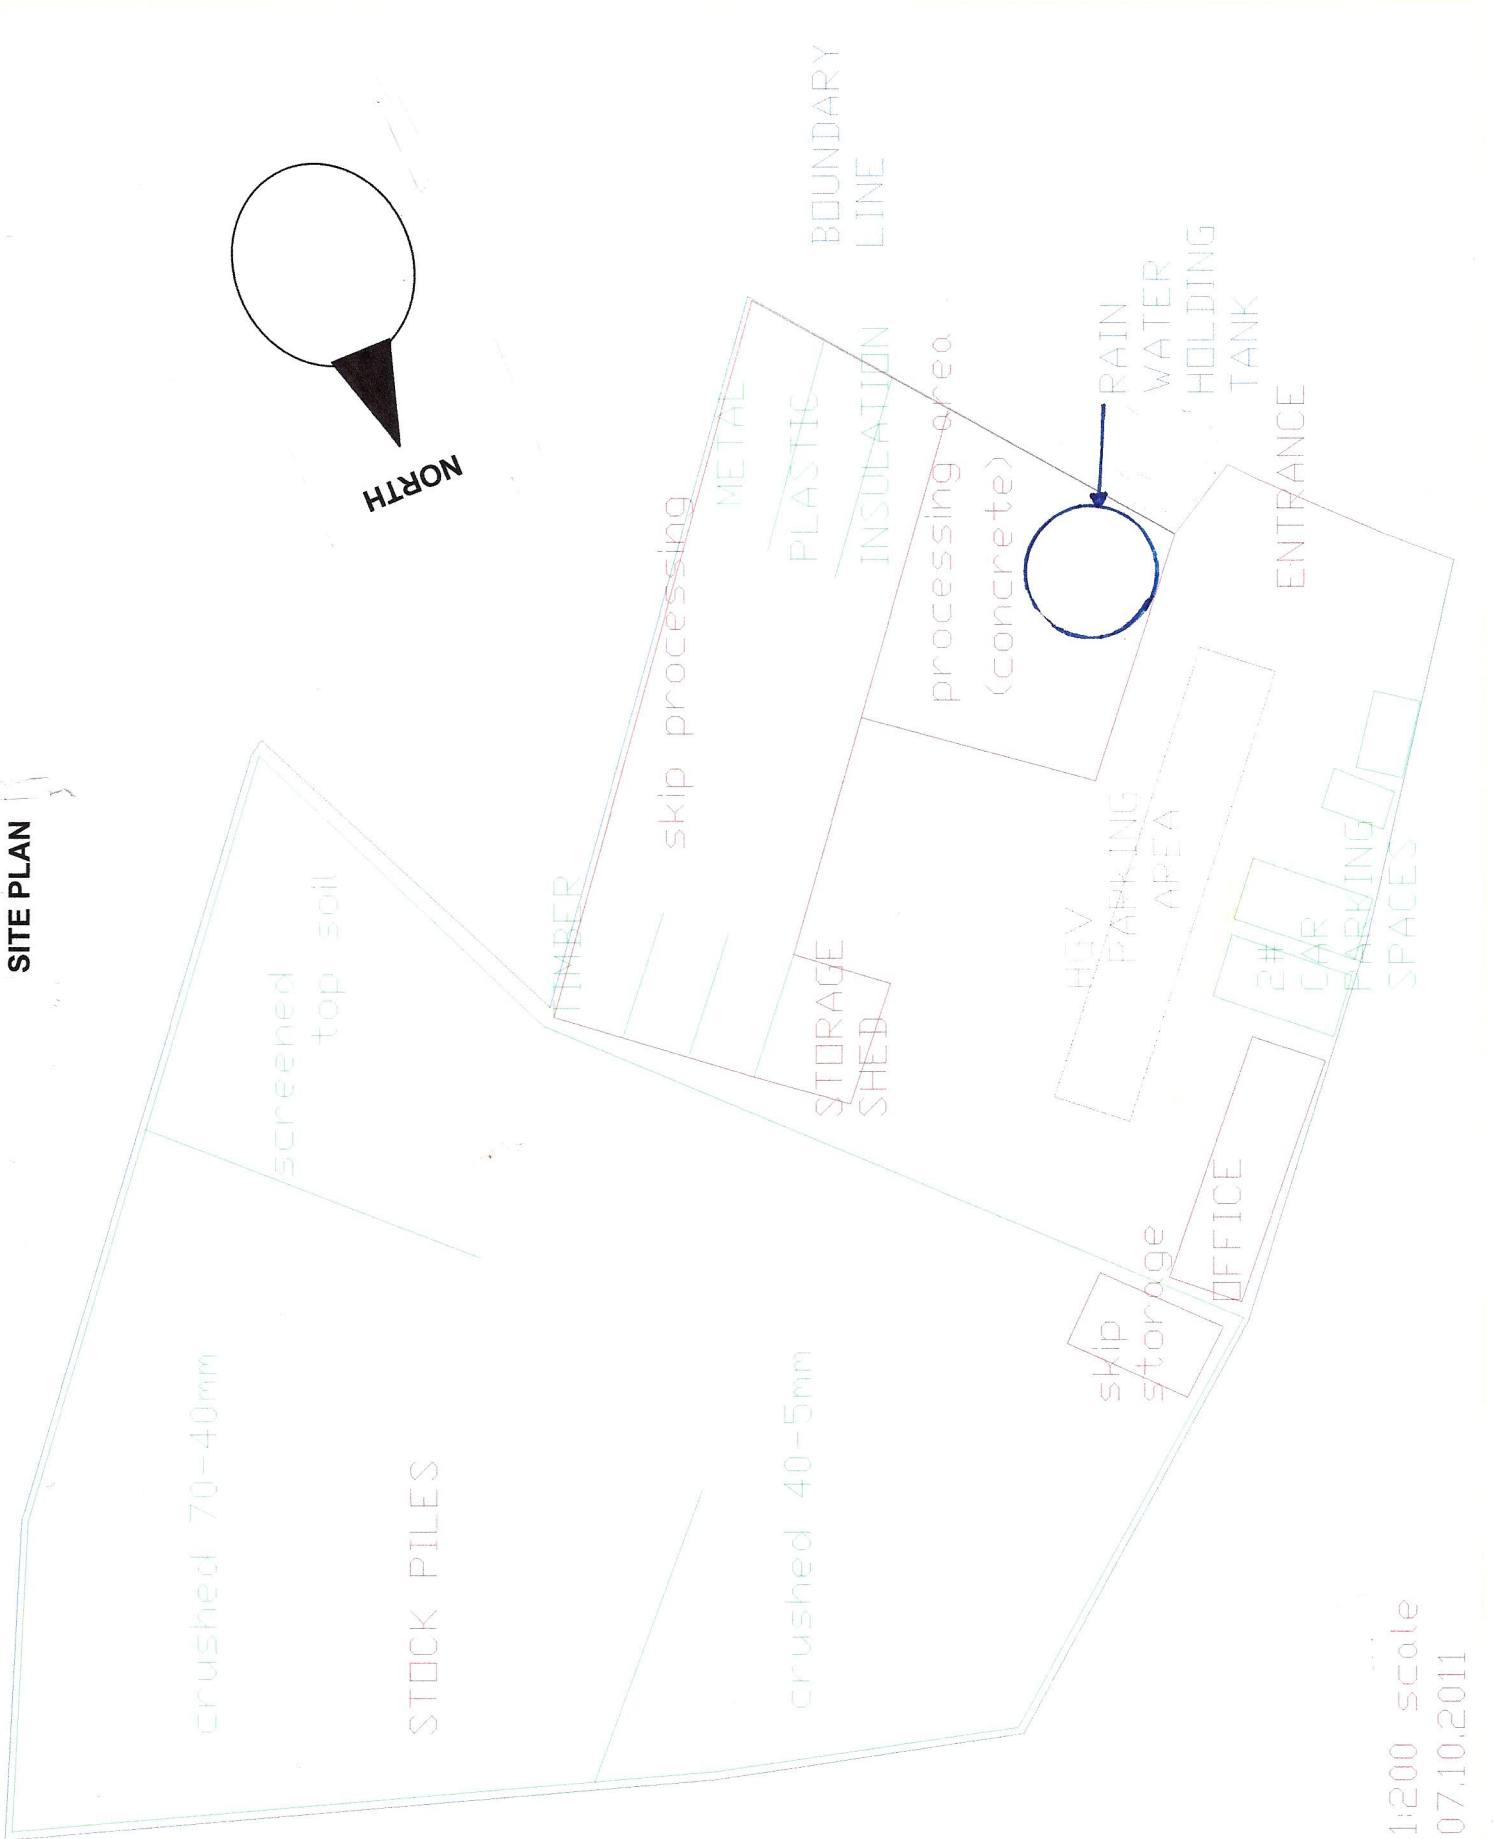 SITE PLAN
NORTH
screened
top soil
crushed 70-40mm
STOCK PILES
crushed 40-5mm
TIMBER
skip processing
METAL
PLASTIC
INSULATION
BOUNDARY
LINE
processing area
(concrete)
RAIN
WATER
HOLDING
TANK
ENTRANCE
STORAGE
SHED
HGV
PARKING
AREA
2#
CAR
PARKING
SPACES
OFFICE
skip
storage
1:200 scale
07.10.2011